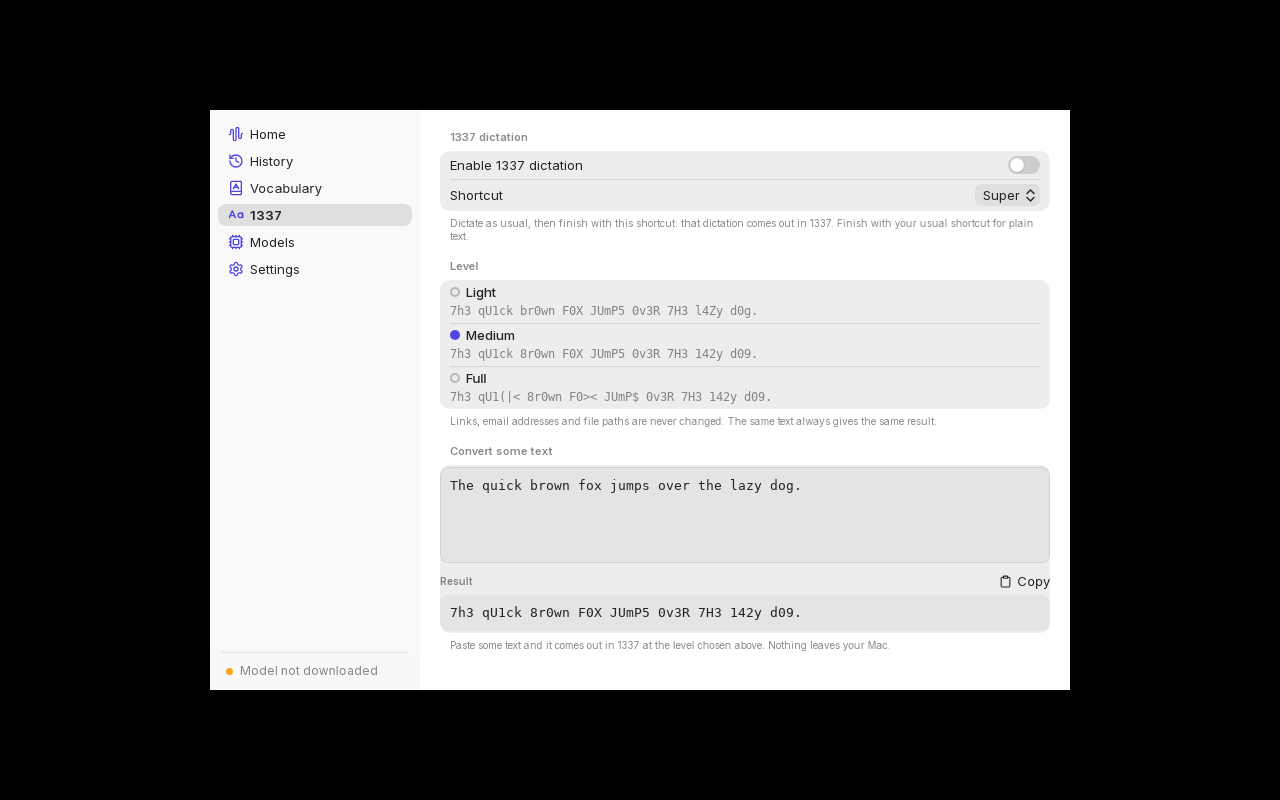 Home
History
Vocabulary
1337
Models
Settings
Model not downloaded
1337 dictation
Enable 1337 dictation
Shortcut
Super
Dictate as usual, then finish with this shortcut: that dictation comes out in 1337. Finish with your usual shortcut for plain
text.
Level
Light
7h3 qU1ck br0wn F0X JUmP5 0v3R 7H3 l4Zy d0g.
Medium
7h3 qU1ck 8r0wn F0X JUmP5 0v3R 7H3 142y d09.
Full
7h3 qU1(|< 8r0wn F0>< JUmP$ 0v3R 7H3 142y d09.
Links, email addresses and file paths are never changed. The same text always gives the same result.
Convert some text
The quick brown fox jumps over the lazy dog.
Result
Copy
7h3 qU1ck 8r0wn F0X JUmP5 0v3R 7H3 142y d09.
Paste some text and it comes out in 1337 at the level chosen above. Nothing leaves your Mac.